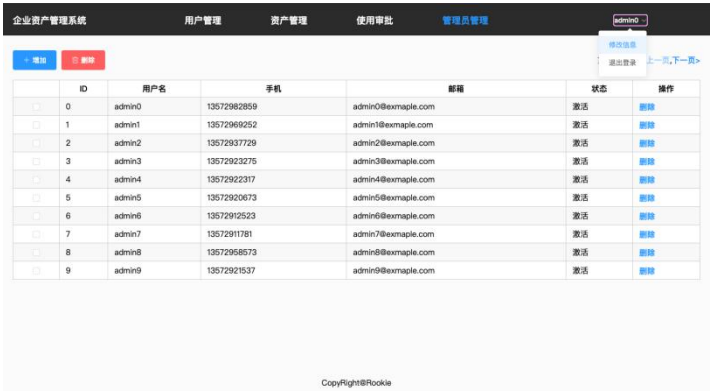 企业资产管理系统 用户管理 资产管理 使用审批 管理员管理 admin0
修改信息
退出登录
+ 增加 删除 上一页,下一页>
ID 用户名 手机 邮箱 状态 操作
0 admin0 13572982859 admin0@exmaple.com 激活 删除
1 admin1 13572969252 admin1@exmaple.com 激活 删除
2 admin2 13572937729 admin2@exmaple.com 激活 删除
3 admin3 13572923275 admin3@exmaple.com 激活 删除
4 admin4 13572922317 admin4@exmaple.com 激活 删除
5 admin5 13572920673 admin5@exmaple.com 激活 删除
6 admin6 13572912523 admin6@exmaple.com 激活 删除
7 admin7 13572911781 admin7@exmaple.com 激活 删除
8 admin8 13572958573 admin8@exmaple.com 激活 删除
9 admin9 13572921537 admin9@exmaple.com 激活 删除
CopyRight@Rookie